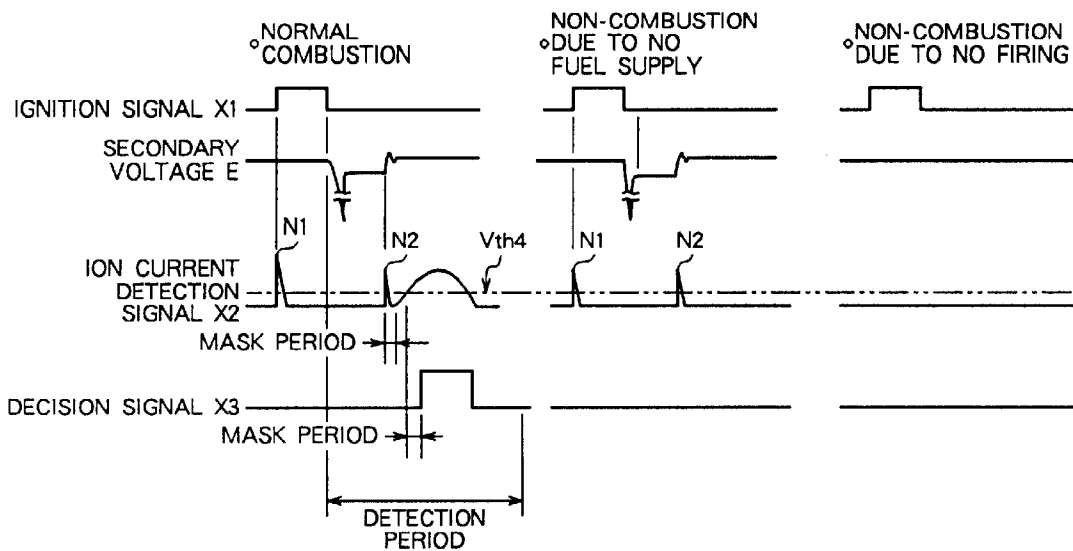 °NORMAL
COMBUSTION
NON-COMBUSTION
°DUE TO NO
FUEL SUPPLY
°NON-COMBUSTION
DUE TO NO FIRING
IGNITION SIGNAL X1
SECONDARY
VOLTAGE E
N1
N2
Vth4
N1
N2
ION CURRENT
DETECTION
SIGNAL X2
MASK PERIOD
DECISION SIGNAL X3
MASK PERIOD
DETECTION
PERIOD